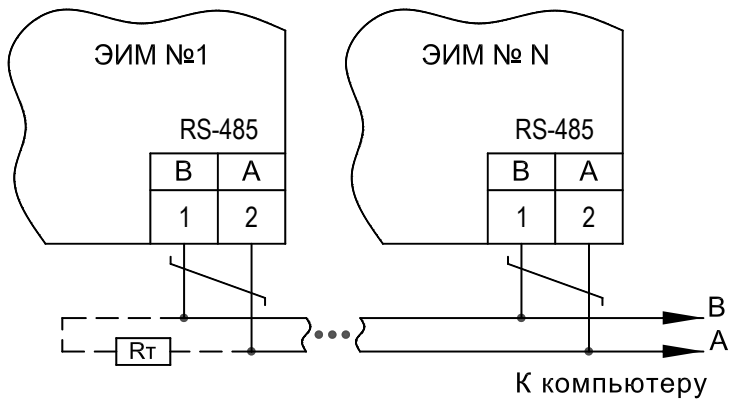 ЭИМ №1
ЭИМ № N
RS-485
RS-485
B A
B A
1 2
1 2
B
Rт
A
К компьютеру